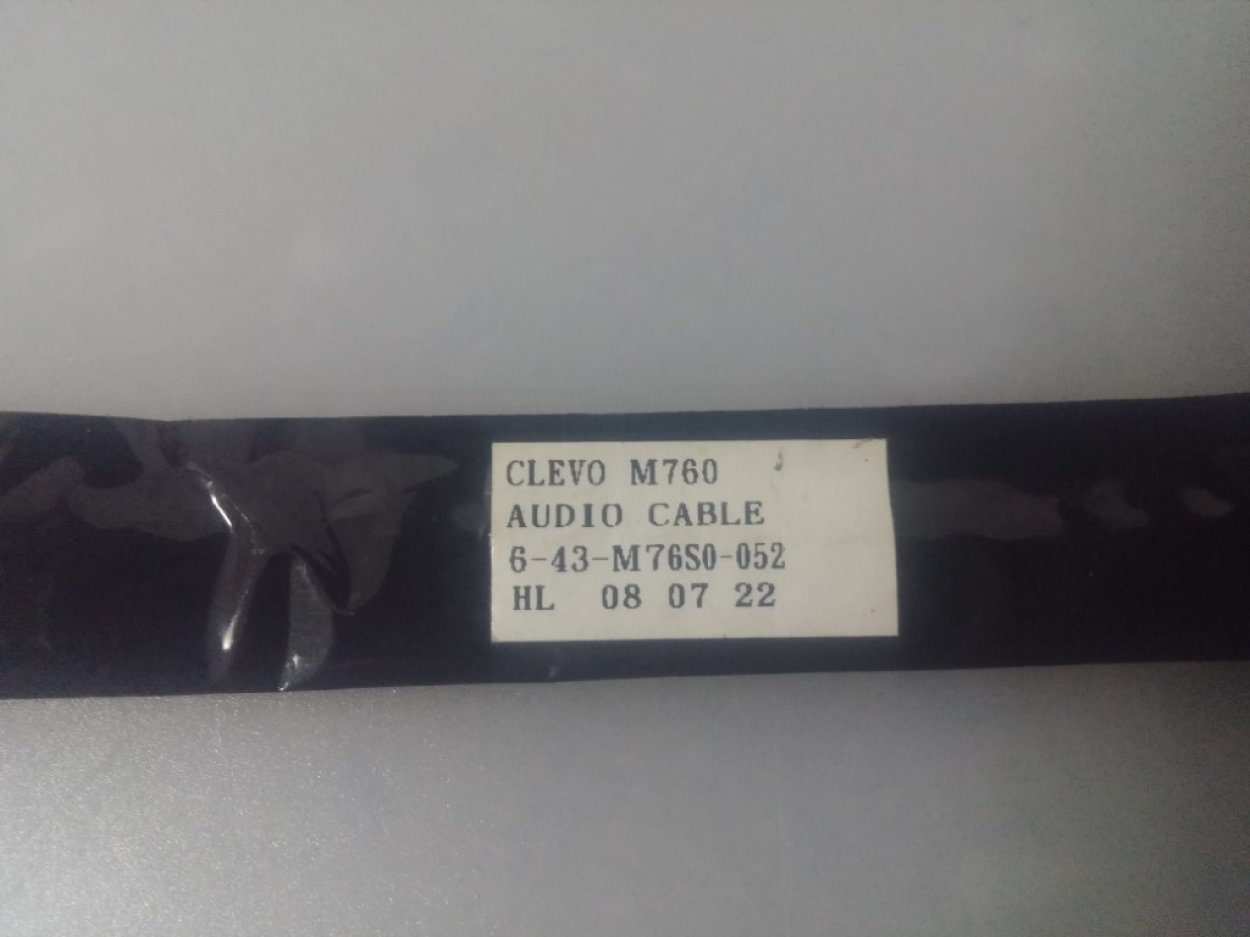 CLEVO M760
AUDIO CABLE
6-43-M76S0-052
HL 08 07 22